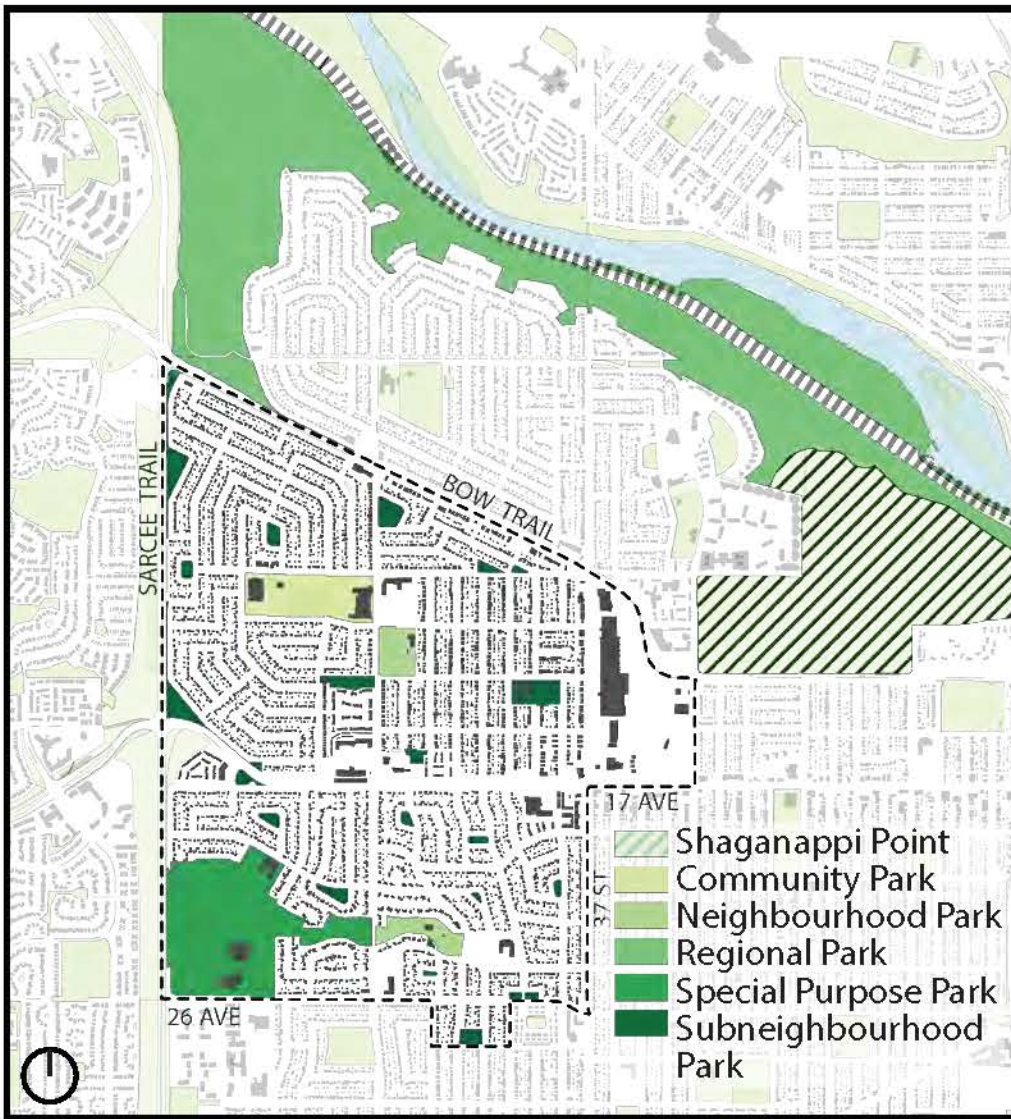 SARCEE TRAIL
BOW TRAIL
17 AVE
37 ST
26 AVE
Shaganappi Point
Community Park
Neighbourhood Park
Regional Park
Special Purpose Park
Subneighbourhood
Park